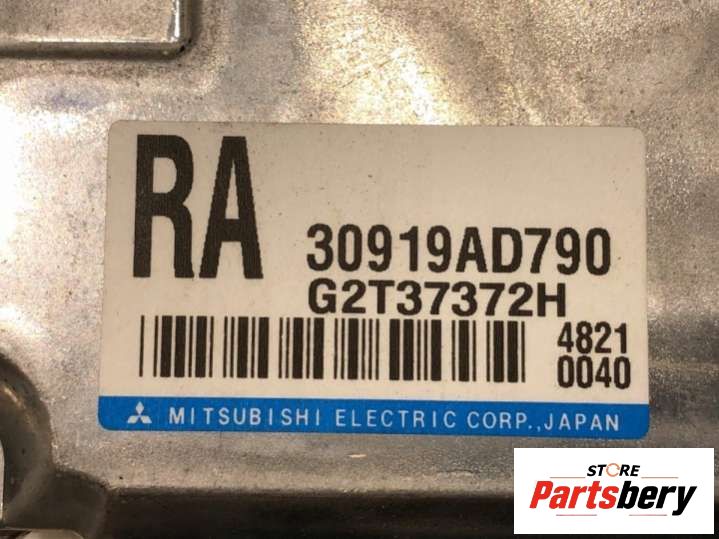 RA
30919AD790
G2T37372H
4821
0040
MITSUBISHI ELECTRIC CORP., JAPAN
STORE
Partsbery